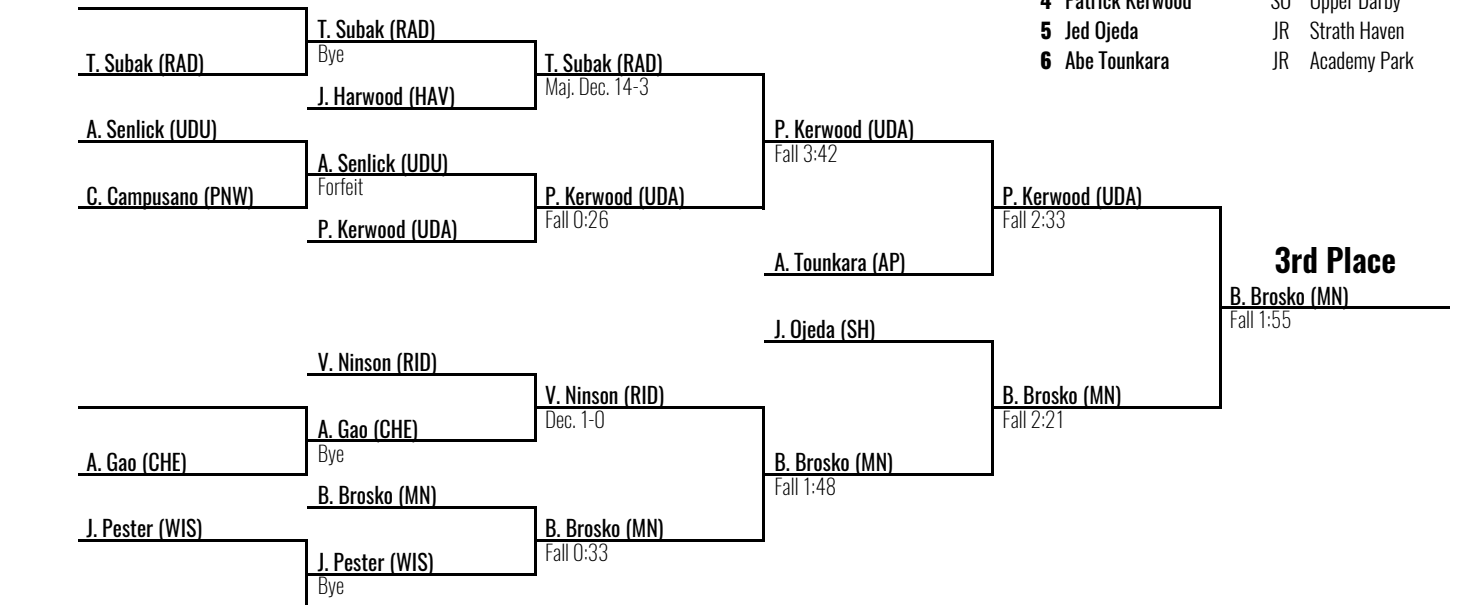 4 Patrick Kerwood SO Upper Darby
T. Subak (RAD)
5 Jed Ojeda JR Strath Haven
Bye
T. Subak (RAD)
T. Subak (RAD)
6 Abe Tounkara JR Academy Park
Maj. Dec. 14-3
J. Harwood (HAV)
A. Senlick (UDU)
P. Kerwood (UDA)
Fall 3:42
A. Senlick (UDU)
Forfeit
C. Campusano (PNW)
P. Kerwood (UDA)
P. Kerwood (UDA)
Fall 0:26
Fall 2:33
P. Kerwood (UDA)
A. Tounkara (AP)
3rd Place
B. Brosko (MN)
Fall 1:55
J. Ojeda (SH)
V. Ninson (RID)
V. Ninson (RID)
B. Brosko (MN)
Dec. 1-0
Fall 2:21
A. Gao (CHE)
Bye
A. Gao (CHE)
B. Brosko (MN)
Fall 1:48
B. Brosko (MN)
J. Pester (WIS)
B. Brosko (MN)
Fall 0:33
J. Pester (WIS)
Bye